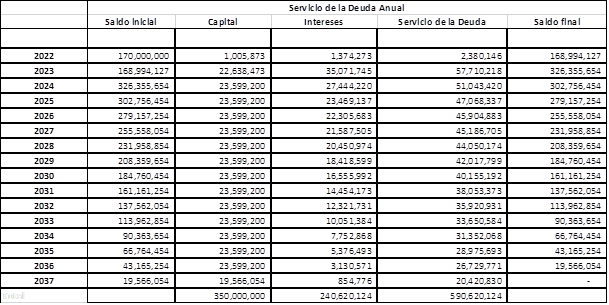 Servicio de la Deuda Anual
Saldo inicial Capital Intereses Servicio de la Deuda Saldo final
2022 170,000,000 1,005,873 1,374,273 2,380,146 168,994,127
2023 168,994,127 22,638,473 35,071,745 57,710,218 326,355,654
2024 326,355,654 23,599,200 27,444,220 51,043,420 302,756,454
2025 302,756,454 23,599,200 23,469,137 47,068,337 279,157,254
2026 279,157,254 23,599,200 22,305,683 45,904,883 255,558,054
2027 255,558,054 23,599,200 21,587,505 45,186,705 231,958,854
2028 231,958,854 23,599,200 20,450,974 44,050,174 208,359,654
2029 208,359,654 23,599,200 18,418,599 42,017,799 184,760,454
2030 184,760,454 23,599,200 16,555,992 40,155,192 161,161,254
2031 161,161,254 23,599,200 14,454,173 38,053,373 137,562,054
2032 137,562,054 23,599,200 12,321,731 35,920,931 113,962,854
2033 113,962,854 23,599,200 10,051,384 33,650,584 90,363,654
2034 90,363,654 23,599,200 7,752,868 31,352,068 66,764,454
2035 66,764,454 23,599,200 5,376,493 28,975,693 43,165,254
2036 43,165,254 23,599,200 3,130,571 26,729,771 19,566,054
2037 19,566,054 19,566,054 854,776 20,420,830 -
350,000,000 240,620,124 590,620,124